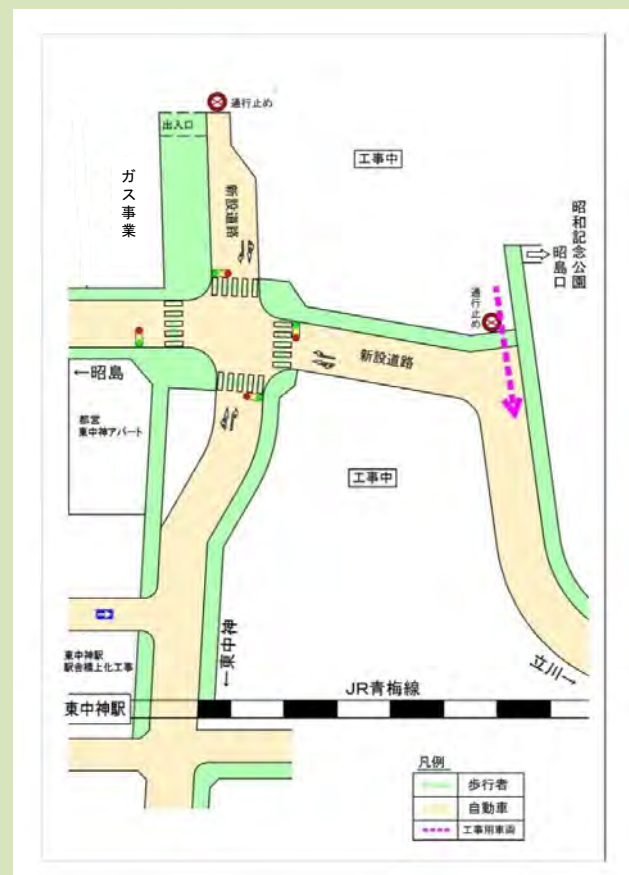 通行止め
出入口
工事中
ガス事業
新設道路
昭和記念公園
昭島口
通行止め
新設道路
←昭島
都営
東中神アパート
工事中
東中神駅
駅舎橋上化工事
←東中神
立川→
JR青梅線
東中神駅
凡例
歩行者
自動車
工事用車両